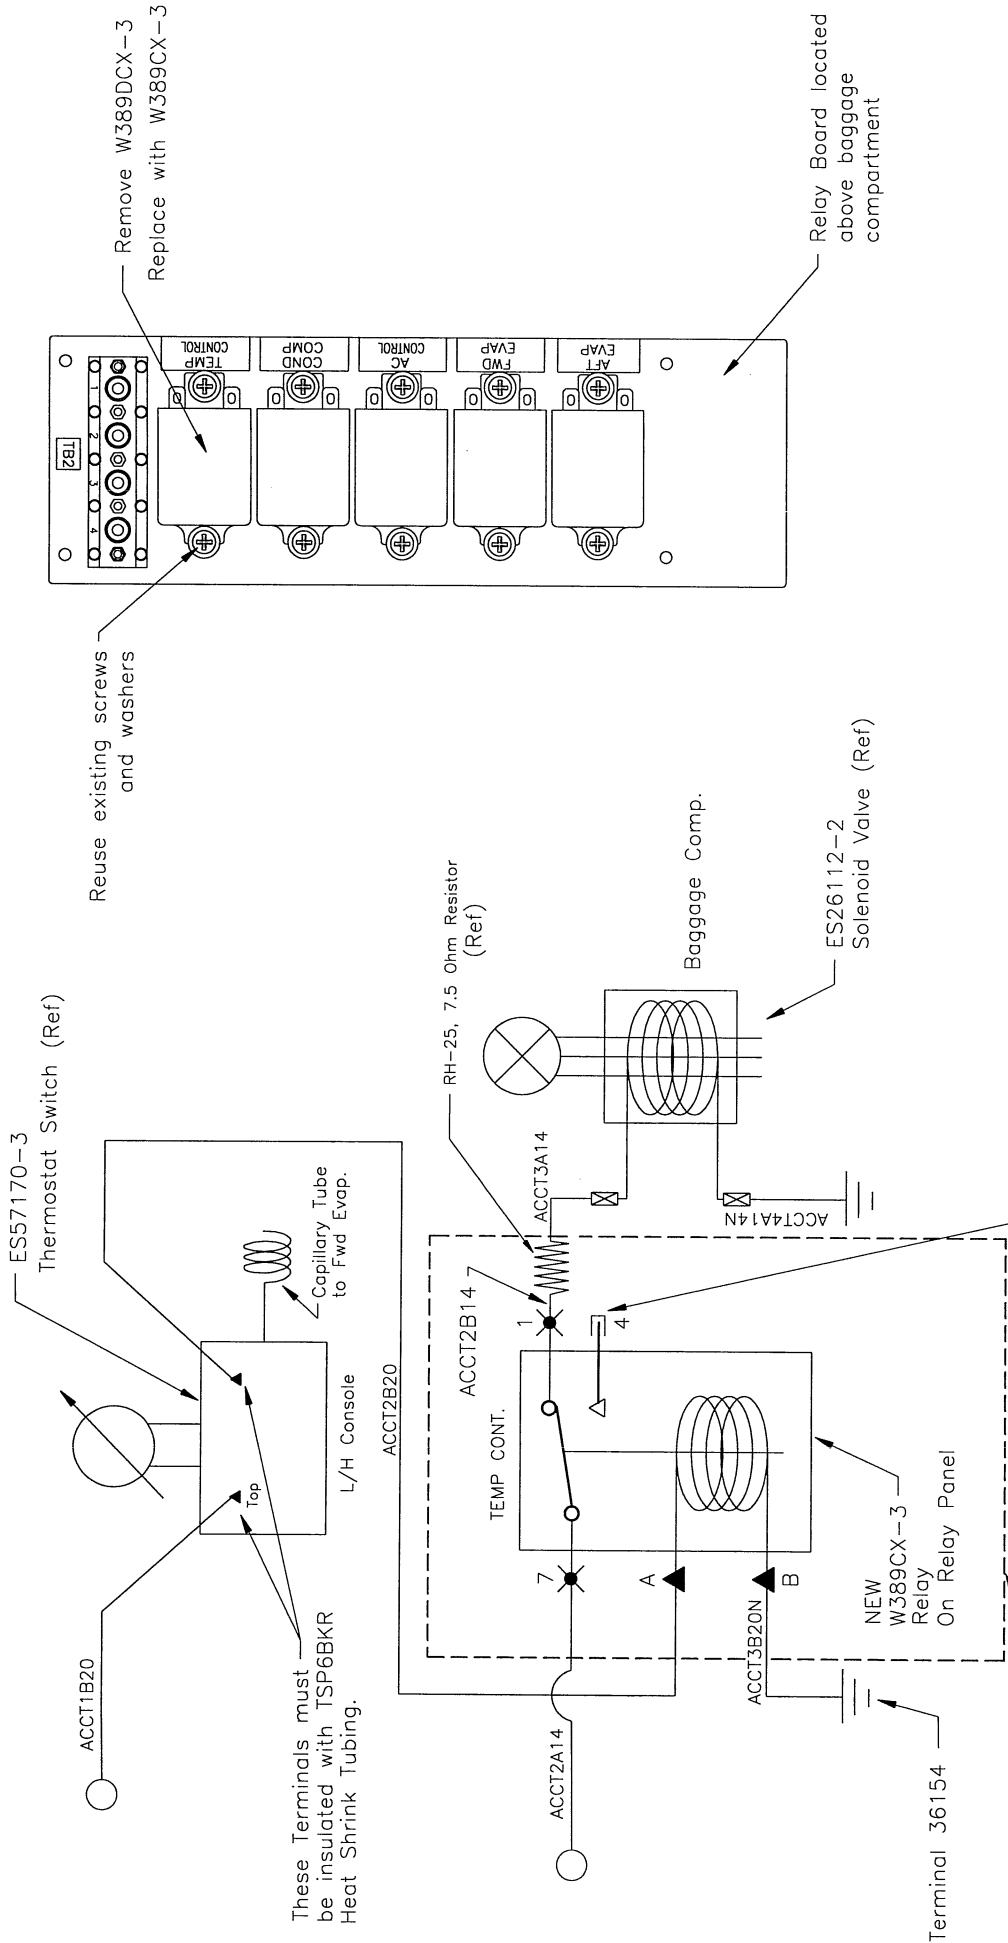 ES57170-3
Thermostat Switch (Ref)
ACCT1B20
Top
L/H Console
Capillary Tube
to Fwd Evap.
These Terminals must
be insulated with TSP6BKR
Heat Shrink Tubing.
ACCT2B20
RH-25, 7.5 Ohm Resistor
(Ref)
ACCT2A14
7
TEMP CONT.
ACCT2B14
1
4
ACCT3A14
A
B
ACCT3B20N
ACCT4A14N
Baggage Comp.
ES26112-2
Solenoid Valve (Ref)
NEW
W389CX-3
Relay
On Relay Panel
Terminal 36154
Reuse existing screws
and washers
Remove W389DCX-3
Replace with W389CX-3
TB2
4
3
2
1
TEMP
CONTROL
COND
COMP
AC
CONTROL
FWD
EVAP
AFT
EVAP
Relay Board located
above baggage
compartment